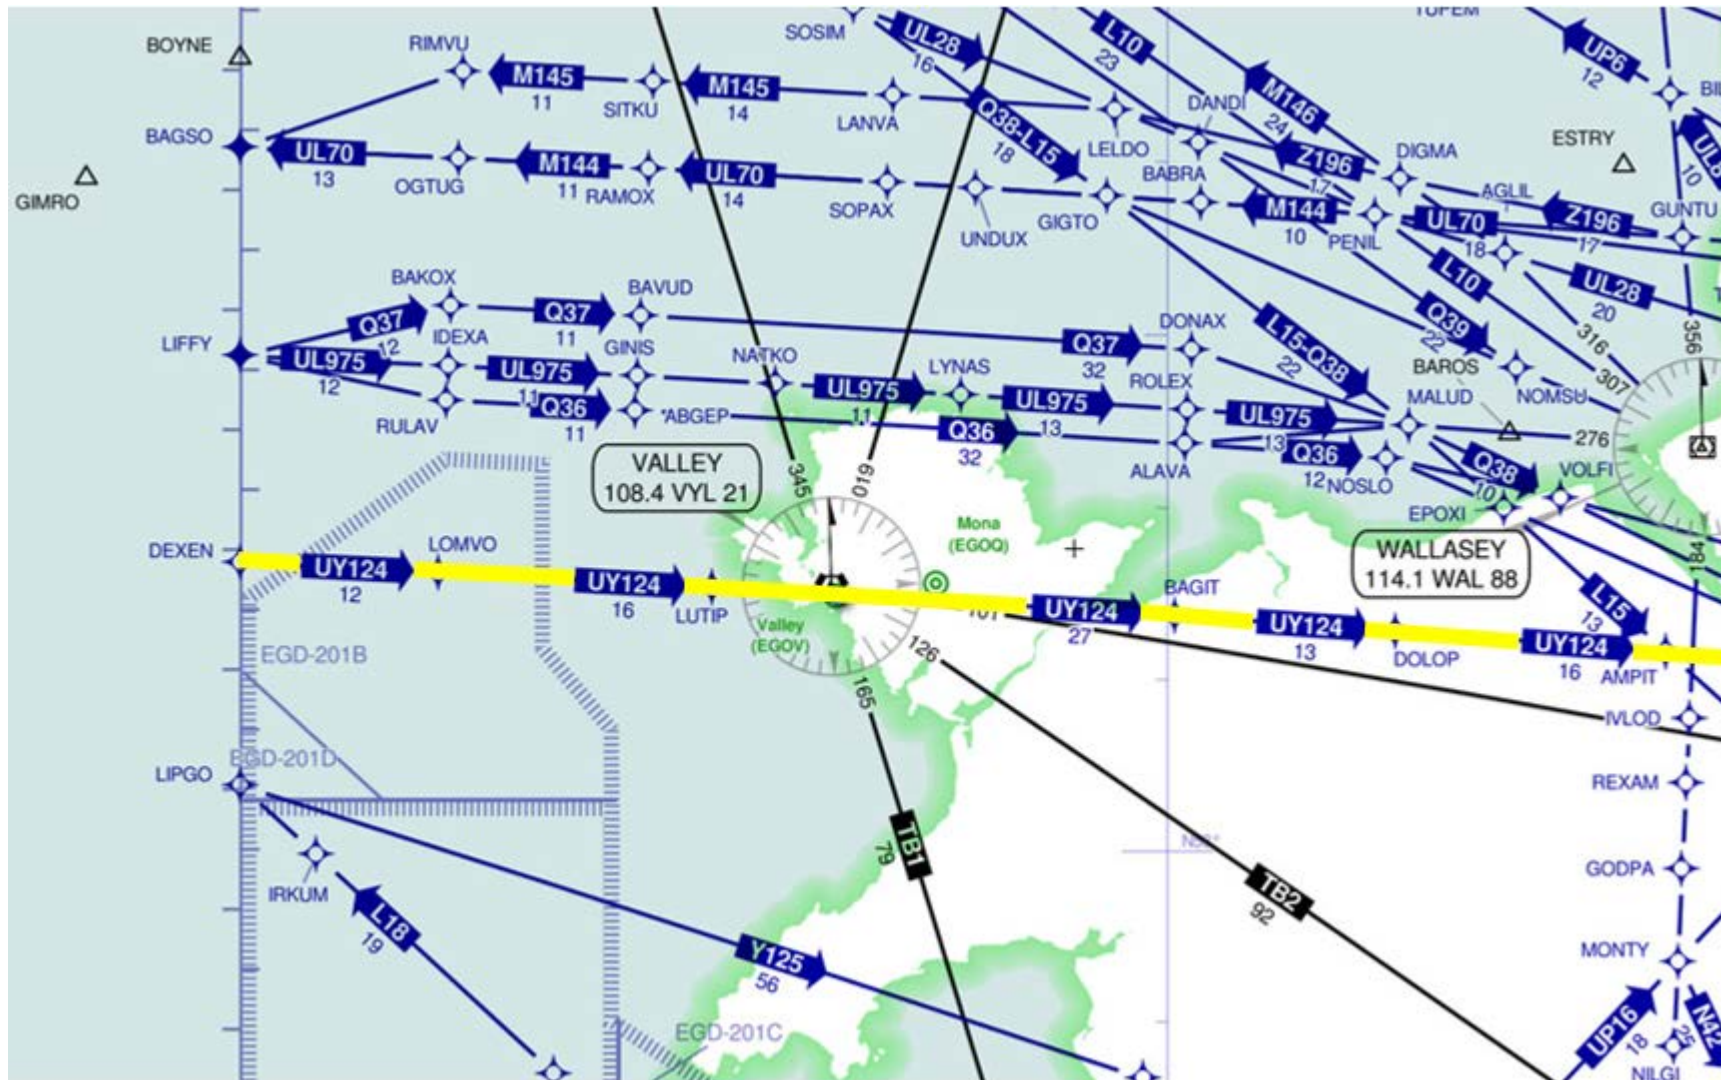 TUPEM
BOYNE
RIMVU
SOSIM
UL28
16
L10
23
UP6
12
M145
11
SITKU
M145
14
LANVA
Q38-L15
18
DANDI
M146
24
BAGSO
UL70
13
OGTUG
M144
11
RAMOX
UL70
14
SOPAX
UNDUX
GIGTO
LELDO
BABRA
Z196
17
DIGMA
ESTRY
10
GIMRO
M144
10
PENIL
UL70
18
AGLIL
Z196
17
GUNTU
L10
UL28
20
BAKOX
Q37
12
Q37
11
BAVUD
LIFFY
IDEXA
UL975
12
UL975
11
GINIS
NATKO
LYNAS
Q37
32
DONAX
ROLEX
L15-Q38
22
Q39
22
316
307
356
BAROS
NOMSU
MALUD
RULAV
Q36
11
ABGEP
UL975
11
UL975
13
UL975
13
Q36
32
ALAVA
Q36
12
NOSLO
Q38
10
276
VOLFI
EPOXI
VALLEY
108.4 VYL 21
345
019
Mona
(EGOQ)
WALLASEY
114.1 WAL 88
184
DEXEN
UY124
12
LOMVO
UY124
16
LUTIP
Valley
(EGOV)
126
165
UY124
27
BAGIT
UY124
13
DOLOP
L15
13
UY124
16
AMPIT
IVLOD
EGD-201B
EGD-201D
LIPGO
REXAM
IRKUM
L18
19
TB1
79
TB2
92
GODPA
Y125
56
MONTY
EGD-201C
UP16
18
N42
25
NILGI